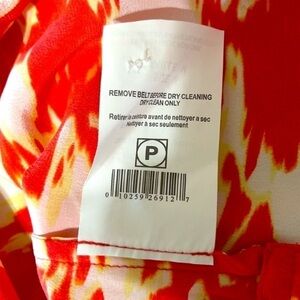 REMOVE BELT BEFORE DRY CLEANING
DRY CLEAN ONLY
Retirer la ceintre avant de nettoyer a sec
Nettoyer à sec seulement
P
0 10259 26912 7